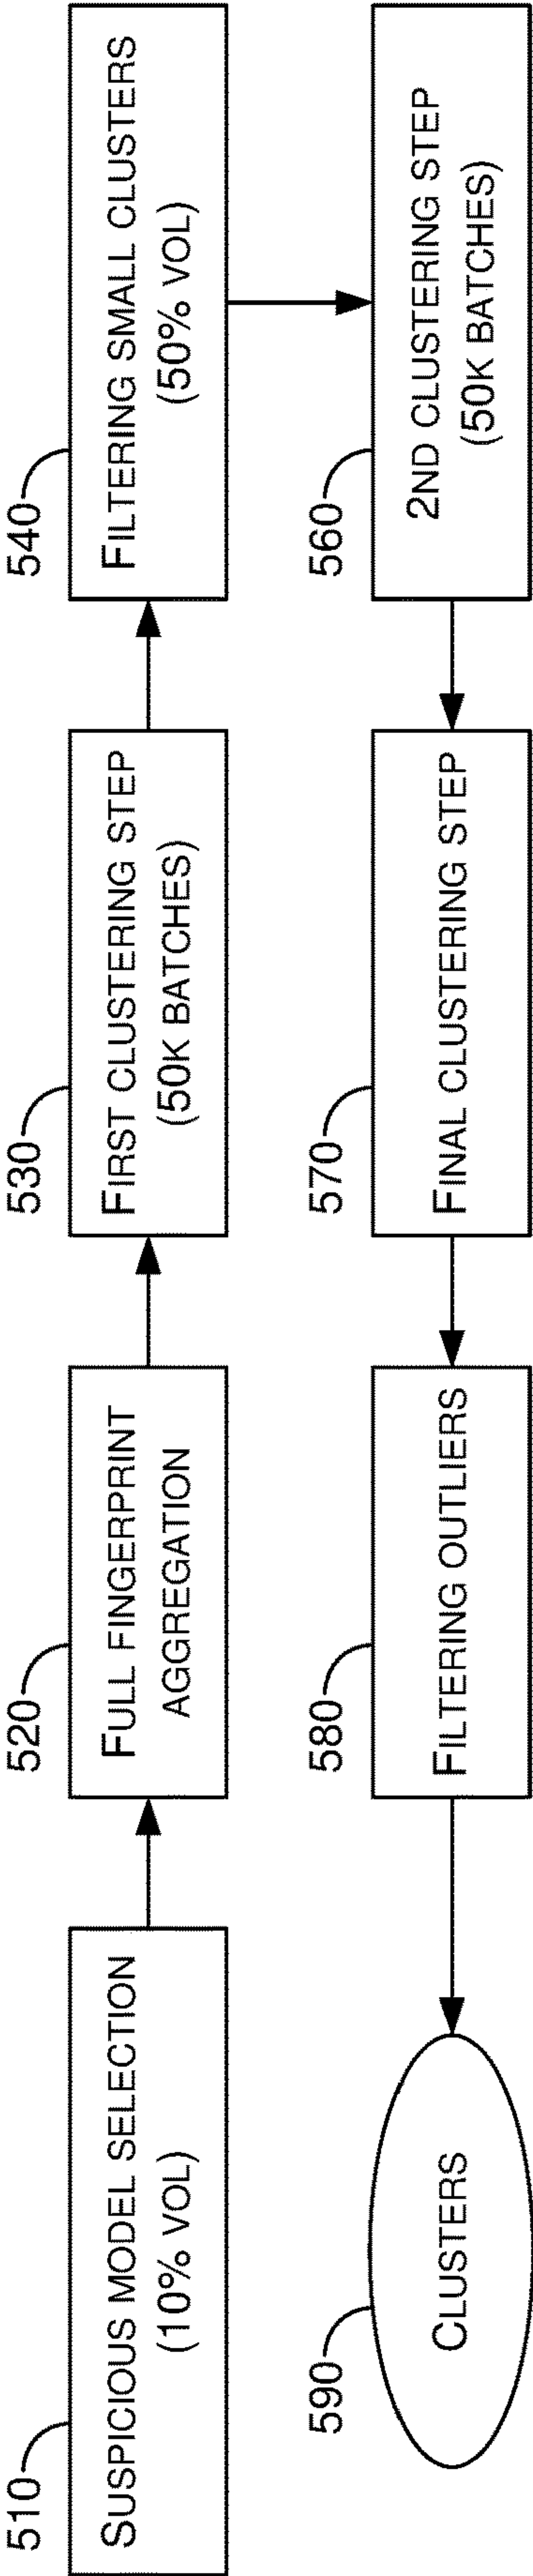 510
SUSPICIOUS MODEL SELECTION
(10% VOL)
520
FULL FINGERPRINT
AGGREGATION
530
FIRST CLUSTERING STEP
(50K BATCHES)
540
FILTERING SMALL CLUSTERS
(50% VOL)
560
2ND CLUSTERING STEP
(50K BATCHES)
570
FINAL CLUSTERING STEP
580
FILTERING OUTLIERS
590
CLUSTERS